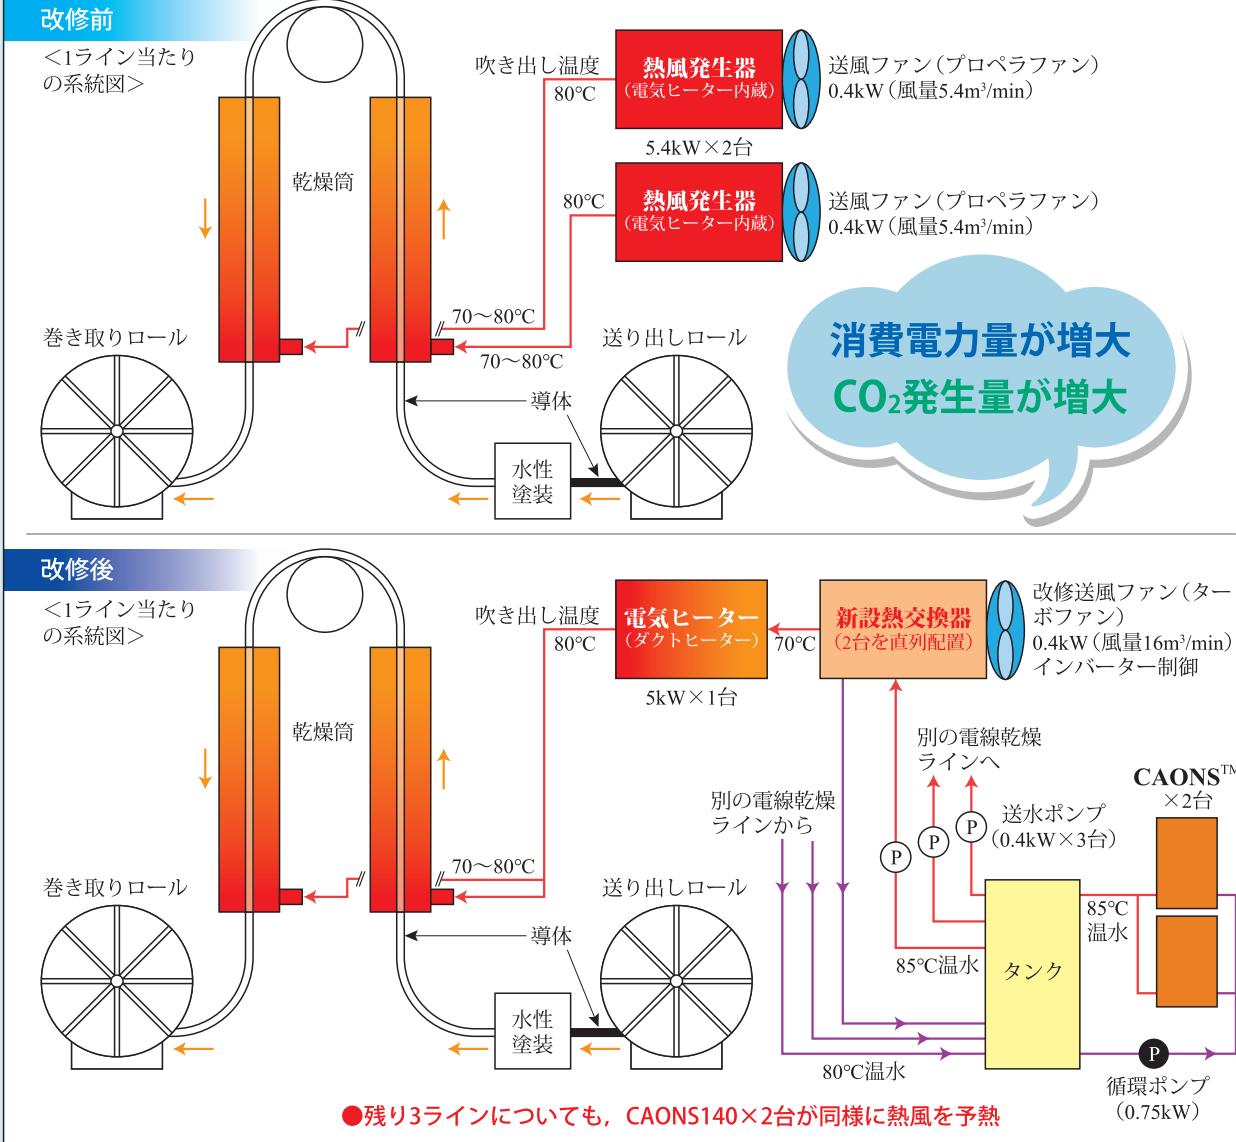 改修前
＜1ライン当たり
の系統図＞
吹き出し温度
80℃
熱風発生器
（電気ヒーター内蔵）
送風ファン（プロペラファン）
0.4kW（風量5.4m³/min）
5.4kW×2台
乾燥筒
80℃
熱風発生器
（電気ヒーター内蔵）
送風ファン（プロペラファン）
0.4kW（風量5.4m³/min）
70〜80℃
70〜80℃
巻き取りロール
送り出しロール
導体
水性
塗装
消費電力量が増大
CO₂発生量が増大
改修後
＜1ライン当たり
の系統図＞
吹き出し温度
80℃
電気ヒーター
（ダクトヒーター）
5kW×1台
70℃
新設熱交換器
（2台を直列配置）
改修送風ファン（ター
ボファン）
0.4kW（風量16m³/min）
インバーター制御
乾燥筒
別の電線乾燥
ラインへ
別の電線乾燥
ラインから
CAONS™
×2台
送水ポンプ
（0.4kW×3台）
P
P
P
70〜80℃
巻き取りロール
送り出しロール
導体
水性
塗装
85℃温水
タンク
85℃
温水
80℃温水
P
循環ポンプ
（0.75kW）
●残り3ラインについても，CAONS140×2台が同様に熱風を予熱